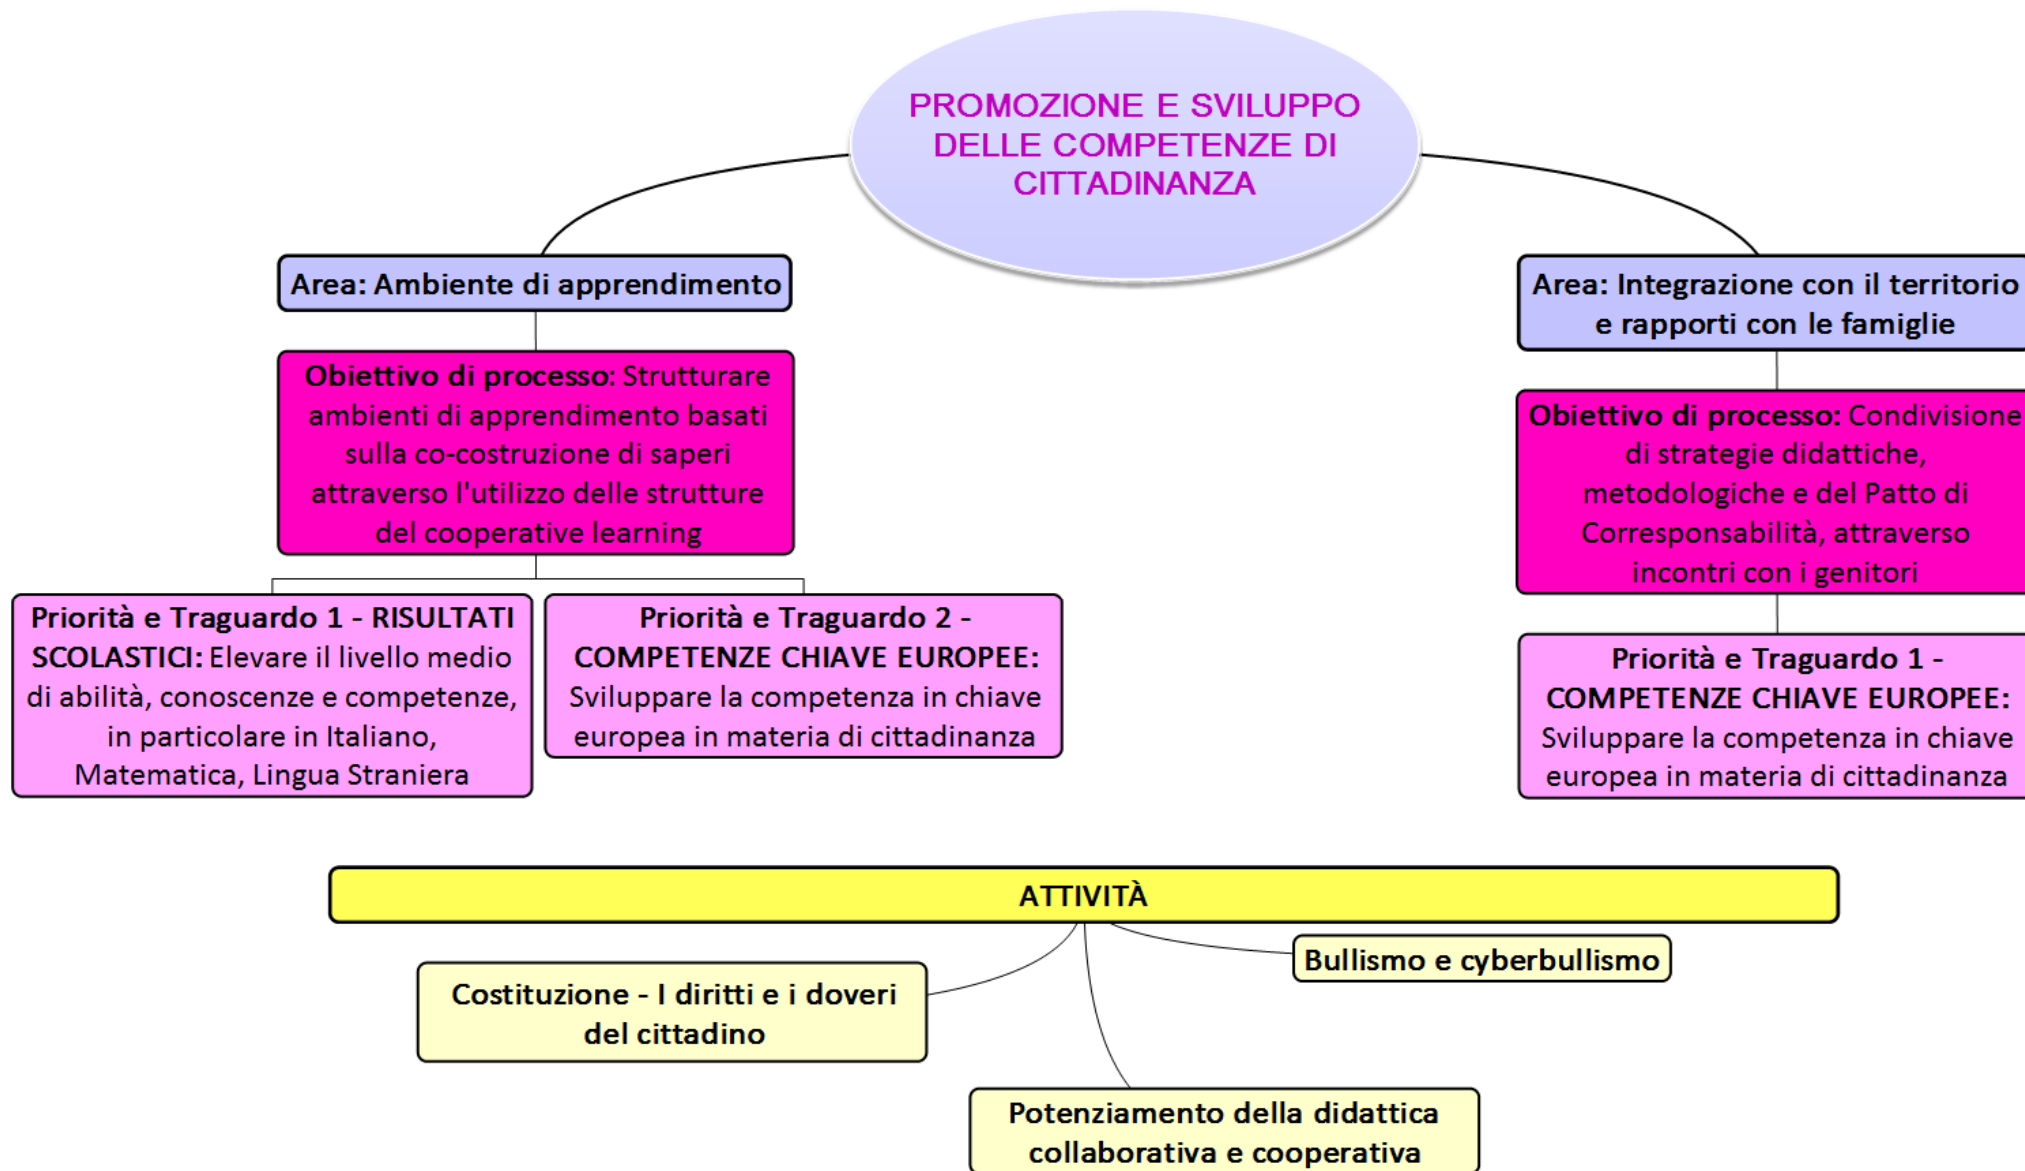 PROMOZIONE E SVILUPPO
DELLE COMPETENZE DI
CITTADINANZA
Area: Ambiente di apprendimento
Obiettivo di processo: Strutturare
ambienti di apprendimento basati
sulla co-costruzione di saperi
attraverso l'utilizzo delle strutture
del cooperative learning
Priorità e Traguardo 1 - RISULTATI
SCOLASTICI: Elevare il livello medio
di abilità, conoscenze e competenze,
in particolare in Italiano,
Matematica, Lingua Straniera
Priorità e Traguardo 2 -
COMPETENZE CHIAVE EUROPEE:
Sviluppare la competenza in chiave
europea in materia di cittadinanza
Area: Integrazione con il territorio
e rapporti con le famiglie
Obiettivo di processo: Condivisione
di strategie didattiche,
metodologiche e del Patto di
Corresponsabilità, attraverso
incontri con i genitori
Priorità e Traguardo 1 -
COMPETENZE CHIAVE EUROPEE:
Sviluppare la competenza in chiave
europea in materia di cittadinanza
ATTIVITÀ
Bullismo e cyberbullismo
Costituzione - I diritti e i doveri
del cittadino
Potenziamento della didattica
collaborativa e cooperativa